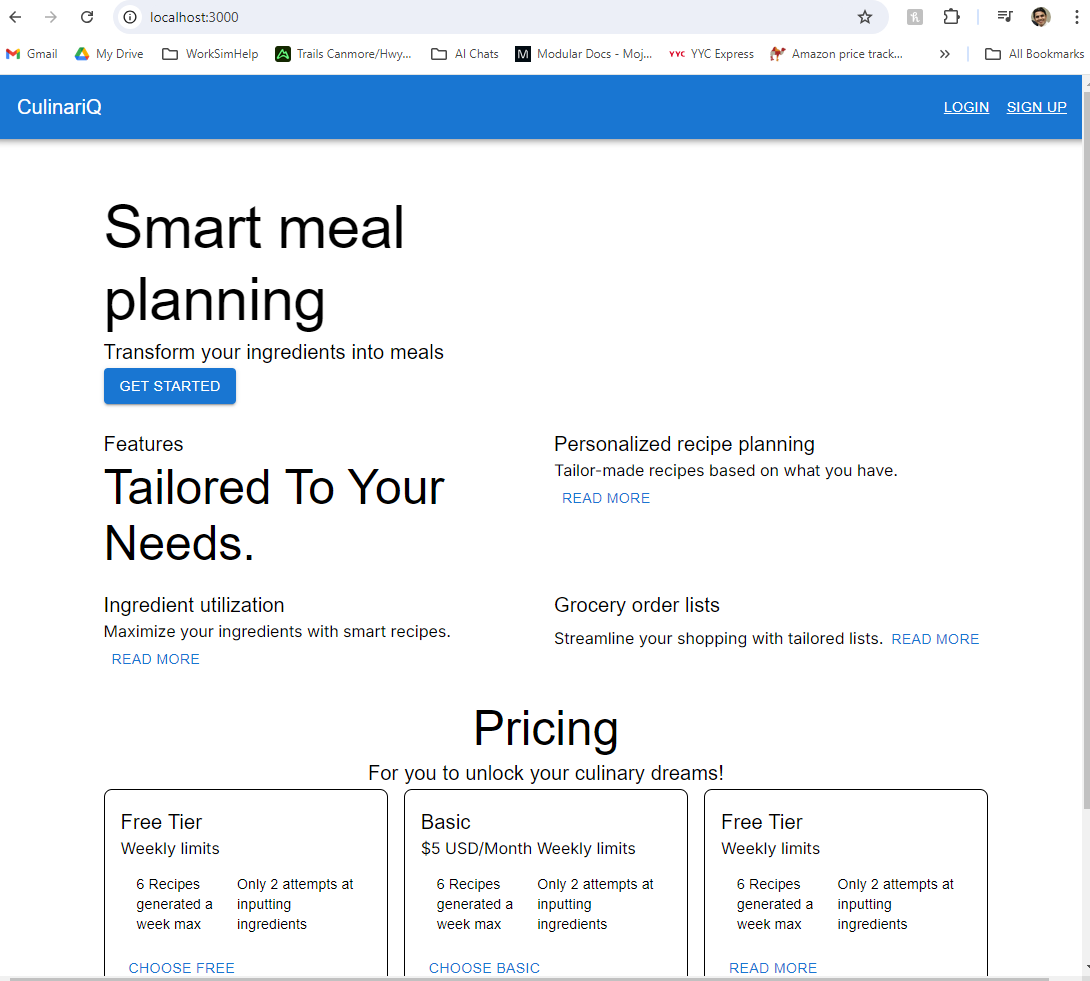 localhost:3000
Gmail My Drive WorkSimHelp Trails Canmore/Hwy... AI Chats Modular Docs - Moj... YYC Express Amazon price track... » All Bookmarks
CulinariQ LOGIN SIGN UP
Smart meal
planning
Transform your ingredients into meals
GET STARTED
Features
Tailored To Your
Needs.
Personalized recipe planning
Tailor-made recipes based on what you have.
READ MORE
Ingredient utilization
Maximize your ingredients with smart recipes.
READ MORE
Grocery order lists
Streamline your shopping with tailored lists. READ MORE
Pricing
For you to unlock your culinary dreams!
Free Tier
Weekly limits
6 Recipes
generated a
week max
Only 2 attempts at
inputting
ingredients
CHOOSE FREE
Basic
$5 USD/Month Weekly limits
6 Recipes
generated a
week max
Only 2 attempts at
inputting
ingredients
CHOOSE BASIC
Free Tier
Weekly limits
6 Recipes
generated a
week max
Only 2 attempts at
inputting
ingredients
READ MORE